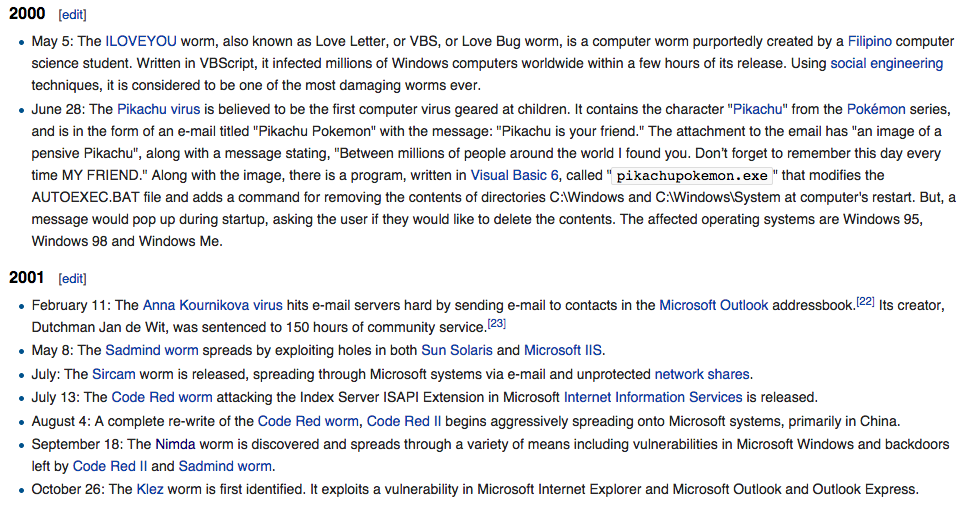 2000 [edit]
May 5: The ILOVEYOU worm, also known as Love Letter, or VBS, or Love Bug worm, is a computer worm purportedly created by a Filipino computer
science student. Written in VBScript, it infected millions of Windows computers worldwide within a few hours of its release. Using social engineering
techniques, it is considered to be one of the most damaging worms ever.
June 28: The Pikachu virus is believed to be the first computer virus geared at children. It contains the character "Pikachu" from the Pokémon series,
and is in the form of an e-mail titled "Pikachu Pokemon" with the message: "Pikachu is your friend." The attachment to the email has "an image of a
pensive Pikachu", along with a message stating, "Between millions of people around the world I found you. Don't forget to remember this day every
time MY FRIEND." Along with the image, there is a program, written in Visual Basic 6, called "pikachupokemon.exe" that modifies the
AUTOEXEC.BAT file and adds a command for removing the contents of directories C:\Windows and C:\Windows\System at computer's restart. But, a
message would pop up during startup, asking the user if they would like to delete the contents. The affected operating systems are Windows 95,
Windows 98 and Windows Me.
2001 [edit]
February 11: The Anna Kournikova virus hits e-mail servers hard by sending e-mail to contacts in the Microsoft Outlook addressbook.[22] Its creator,
Dutchman Jan de Wit, was sentenced to 150 hours of community service.[23]
May 8: The Sadmind worm spreads by exploiting holes in both Sun Solaris and Microsoft IIS.
July: The Sircam worm is released, spreading through Microsoft systems via e-mail and unprotected network shares.
July 13: The Code Red worm attacking the Index Server ISAPI Extension in Microsoft Internet Information Services is released.
August 4: A complete re-write of the Code Red worm, Code Red II begins aggressively spreading onto Microsoft systems, primarily in China.
September 18: The Nimda worm is discovered and spreads through a variety of means including vulnerabilities in Microsoft Windows and backdoors
left by Code Red II and Sadmind worm.
October 26: The Klez worm is first identified. It exploits a vulnerability in Microsoft Internet Explorer and Microsoft Outlook and Outlook Express.